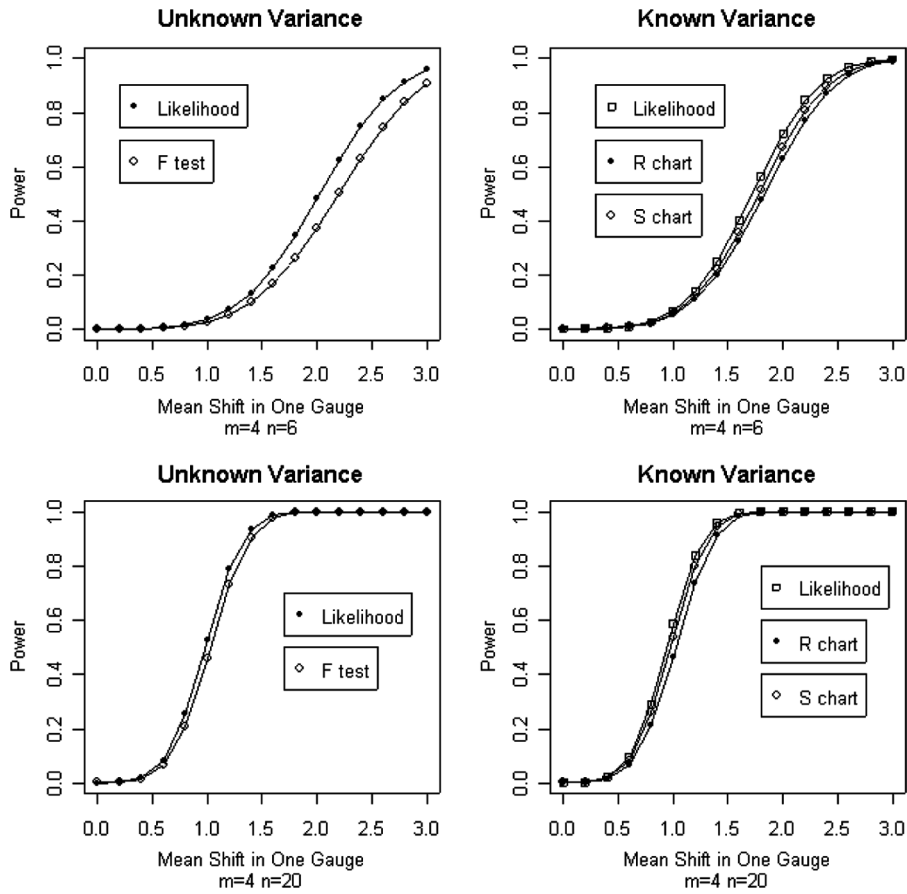 Unknown Variance
Power
0.0 0.2 0.4 0.6 0.8 1.0
Likelihood
F test
0.0 0.5 1.0 1.5 2.0 2.5 3.0
Mean Shift in One Gauge
m=4 n=6
Known Variance
Power
0.0 0.2 0.4 0.6 0.8 1.0
Likelihood
R chart
S chart
0.0 0.5 1.0 1.5 2.0 2.5 3.0
Mean Shift in One Gauge
m=4 n=6
Unknown Variance
Power
0.0 0.2 0.4 0.6 0.8 1.0
Likelihood
F test
0.0 0.5 1.0 1.5 2.0 2.5 3.0
Mean Shift in One Gauge
m=4 n=20
Known Variance
Power
0.0 0.2 0.4 0.6 0.8 1.0
Likelihood
R chart
S chart
0.0 0.5 1.0 1.5 2.0 2.5 3.0
Mean Shift in One Gauge
m=4 n=20